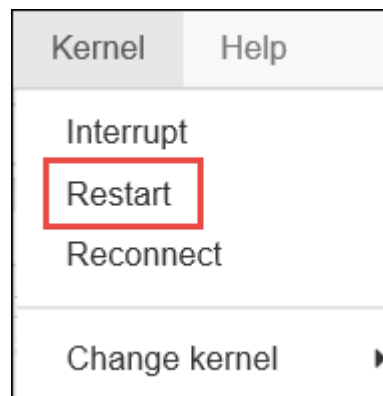 Kernel Help
Interrupt
Restart
Reconnect
Change kernel